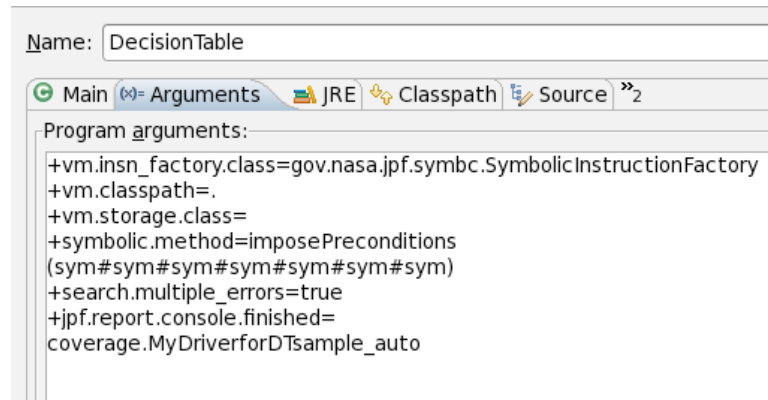 Name: DecisionTable
Main (x)= Arguments JRE Classpath Source »2
Program arguments:
+vm.insn_factory.class=gov.nasa.jpf.symbc.SymbolicInstructionFactory
+vm.classpath=.
+vm.storage.class=
+symbolic.method=imposePreconditions
(sym#sym#sym#sym#sym#sym#sym)
+search.multiple_errors=true
+jpf.report.console.finished=
coverage.MyDriverforDTsample_auto